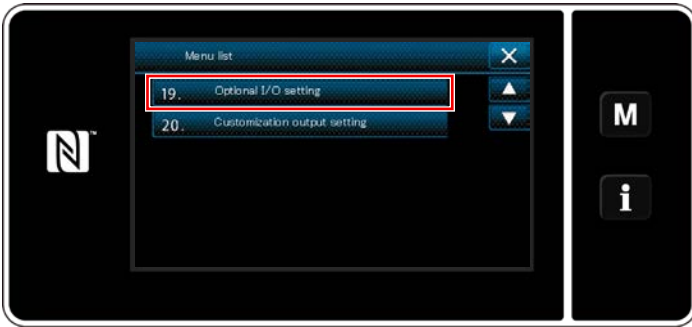 Menu list
19. Optional I/O setting
20. Customization output setting
M
i